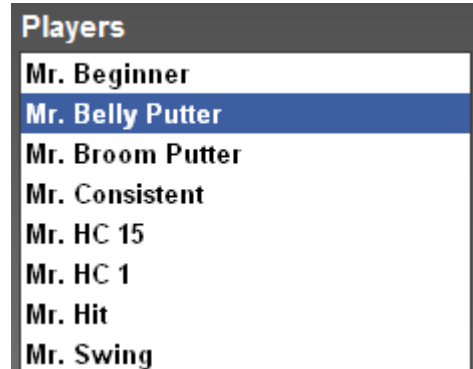 Players
Mr. Beginner
Mr. Belly Putter
Mr. Broom Putter
Mr. Consistent
Mr. HC 15
Mr. HC 1
Mr. Hit
Mr. Swing